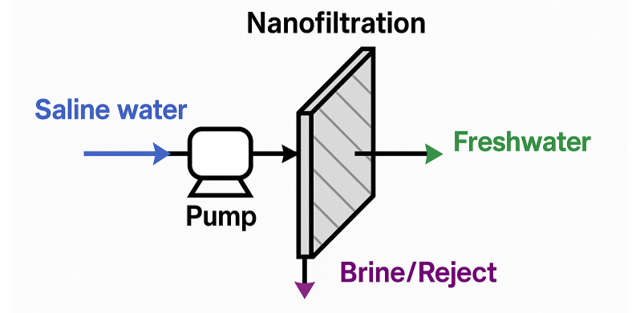 Nanofiltration
Saline water
Freshwater
Pump
Brine/Reject